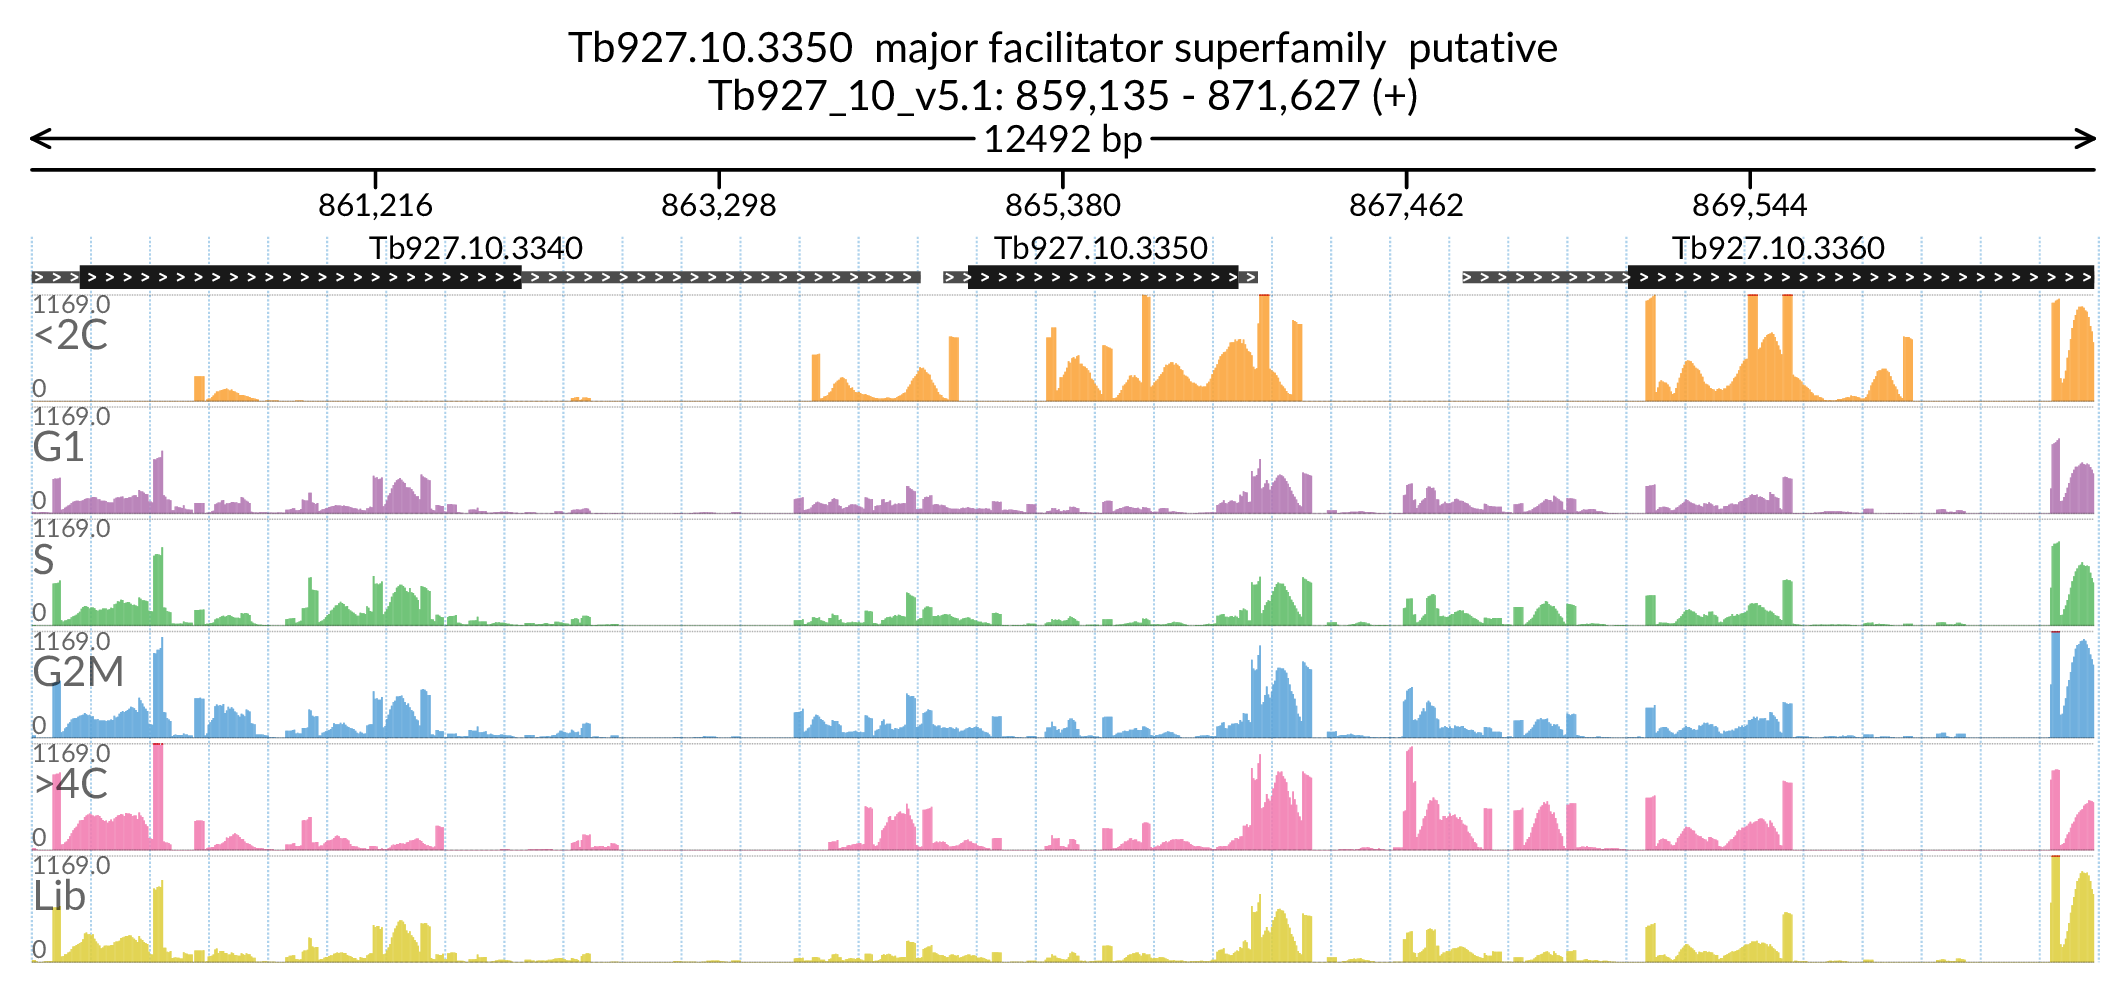 Tb927.10.3350 major facilitator superfamily putative
Tb927_10_v5.1: 859,135 - 871,627 (+)
12492 bp
861,216 863,298 865,380 867,462 869,544
Tb927.10.3340 Tb927.10.3350 Tb927.10.3360
1169.0
<2C
0
1169.0
G1
0
1169.0
S
0
1169.0
G2M
0
1169.0
>4C
0
1169.0
Lib
0